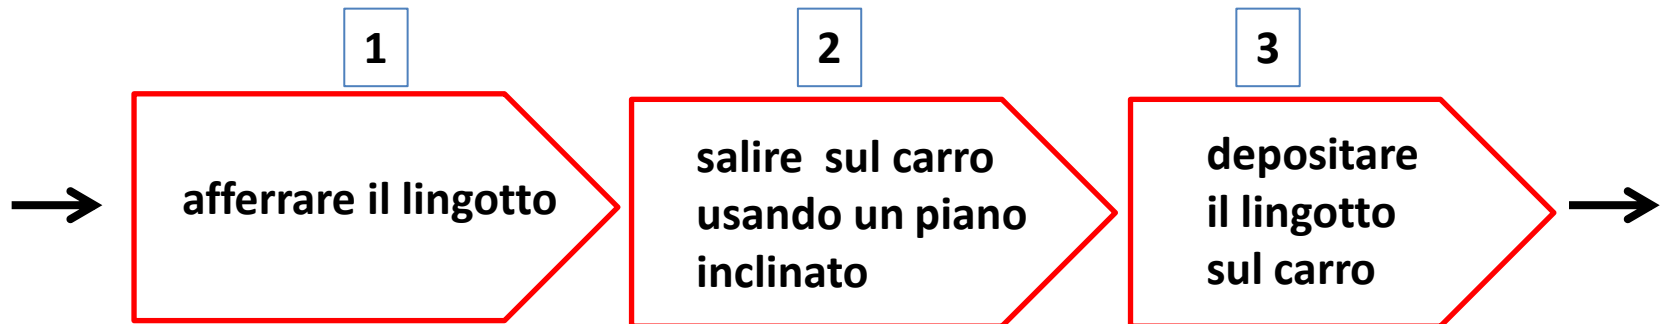 1
afferrare il lingotto
2
salire sul carro
usando un piano
inclinato
3
depositare
il lingotto
sul carro